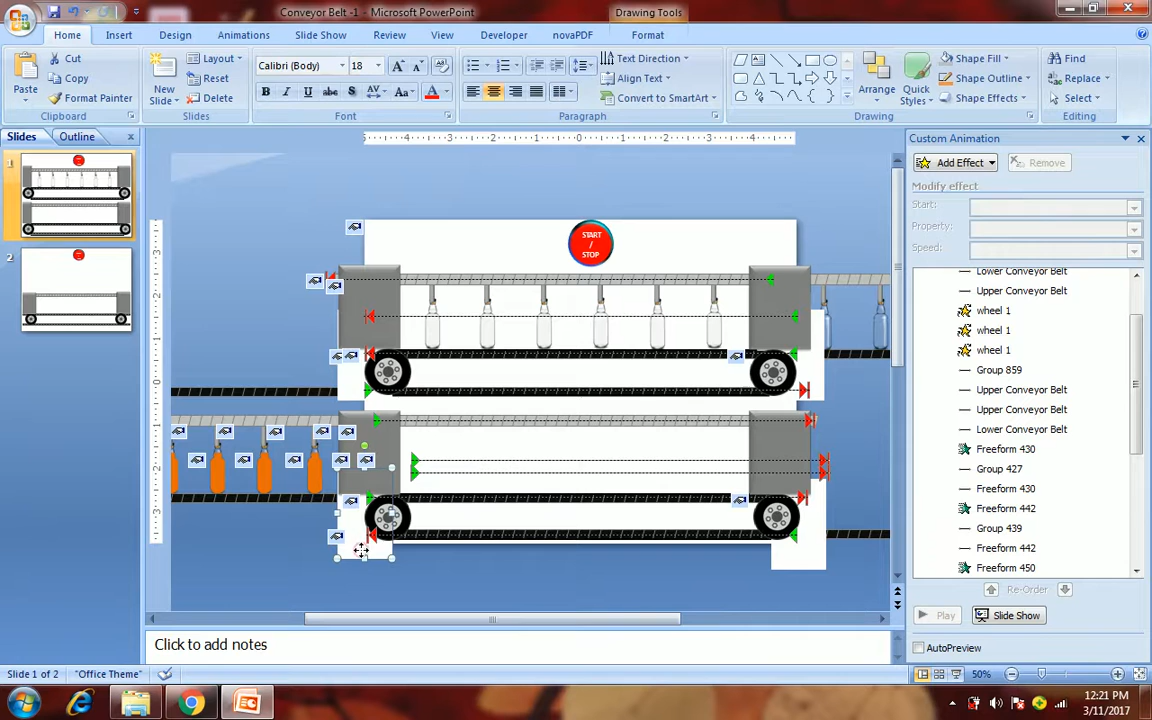 Conveyor Belt -1 - Microsoft PowerPoint
Drawing Tools
Home Insert Design Animations Slide Show Review View Developer novaPDF Format
Paste
Cut
Copy
Format Painter
Clipboard
New Slide
Layout
Reset
Delete
Slides
Calibri (Body) 18
B I U abe S AV Aa A
Font
Text Direction
Align Text
Convert to SmartArt
Paragraph
Arrange
Quick Styles
Shape Fill
Shape Outline
Shape Effects
Drawing
Find
Replace
Select
Editing
Slides Outline
1
2
START
/
STOP
Custom Animation
Add Effect Remove
Modify effect
Start:
Property:
Speed:
Lower Conveyor Belt
Upper Conveyor Belt
wheel 1
wheel 1
wheel 1
Group 859
Upper Conveyor Belt
Upper Conveyor Belt
Lower Conveyor Belt
Freeform 430
Group 427
Freeform 430
Freeform 442
Group 439
Freeform 442
Freeform 450
Re-Order
Play Slide Show
AutoPreview
Click to add notes
Slide 1 of 2 "Office Theme" 50%
12:21 PM
3/11/2017